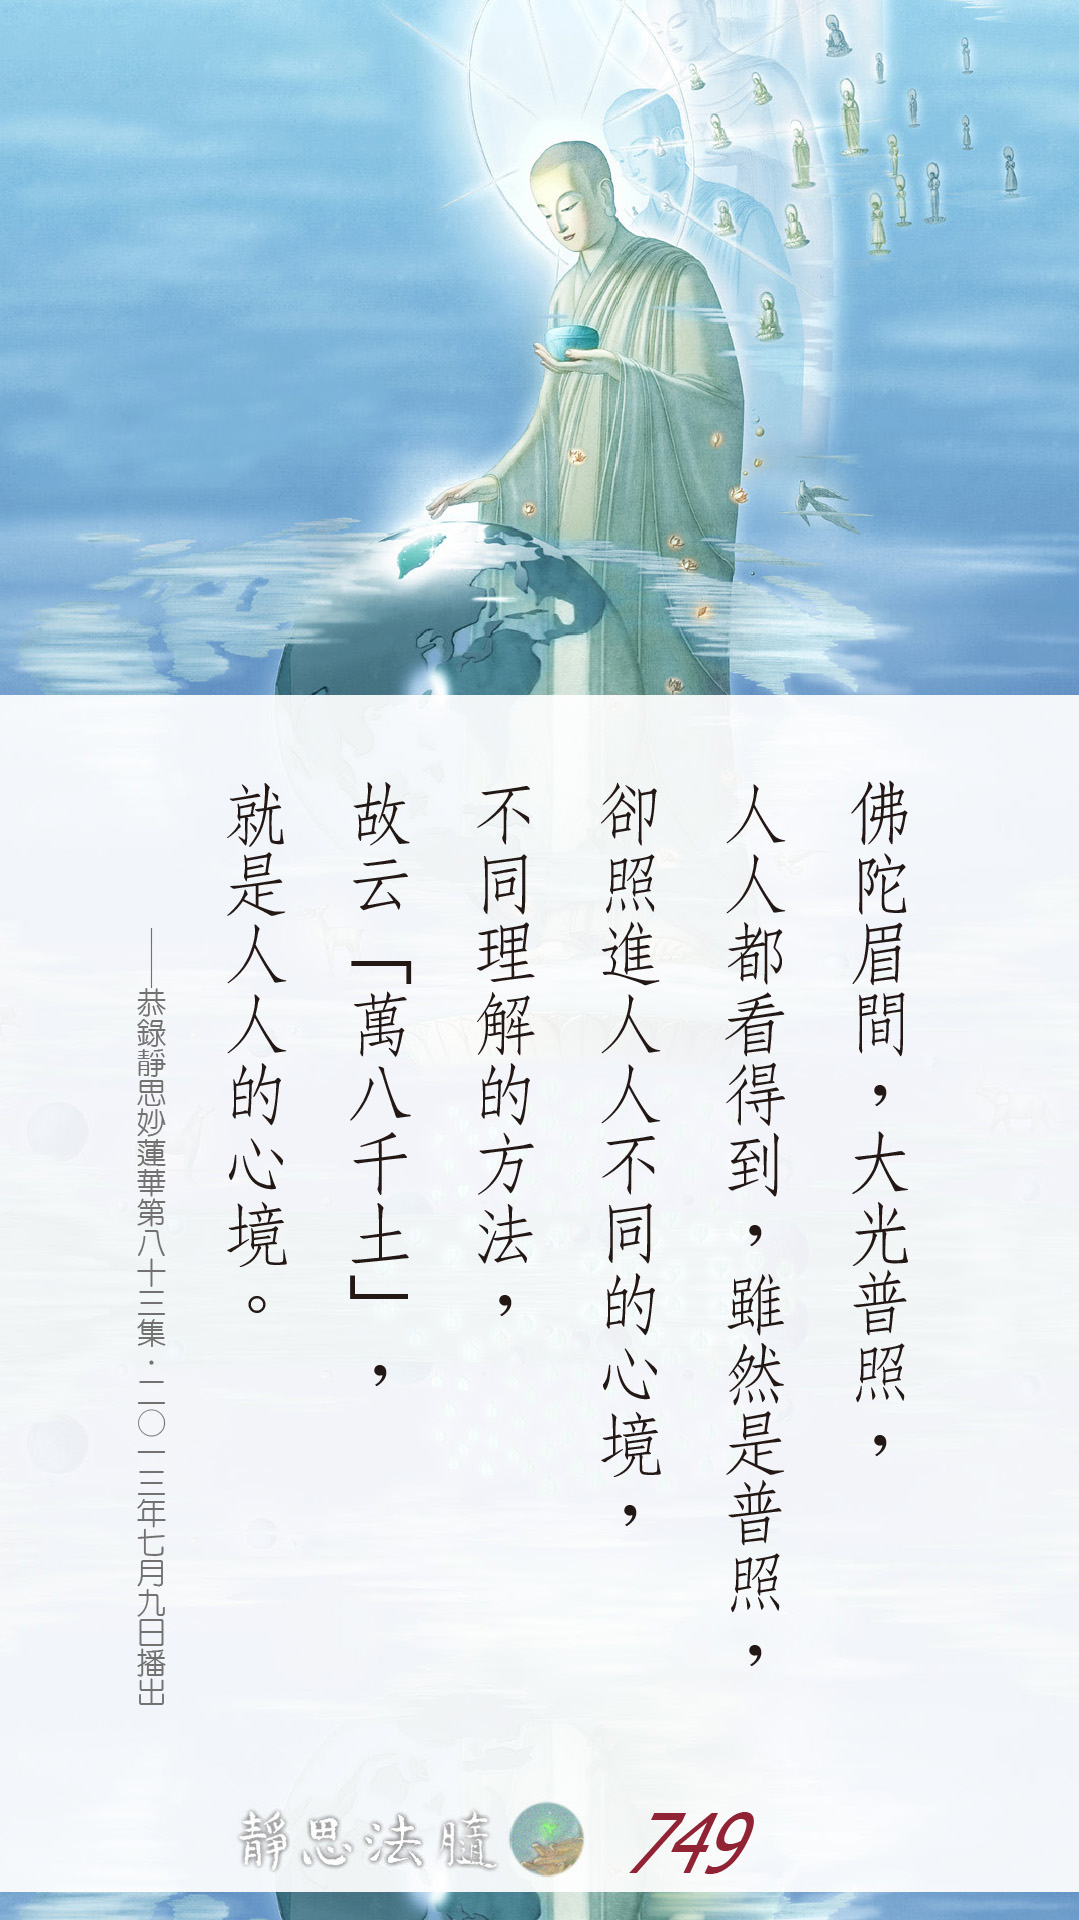 佛陀眉間，大光普照，
人人都看得到，雖然是普照，
卻照進人人不同的心境，
不同理解的方法，
故云「萬八千土」，
就是人人的心境。
——恭錄靜思妙蓮華第八十三集．二〇一三年七月九日播出
靜思法髓
749